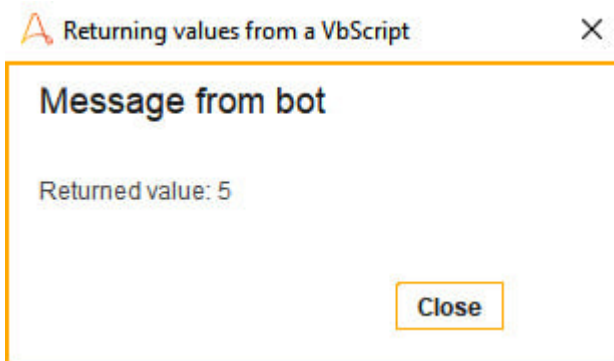 Returning values from a VbScript
Message from bot
Returned value: 5
Close